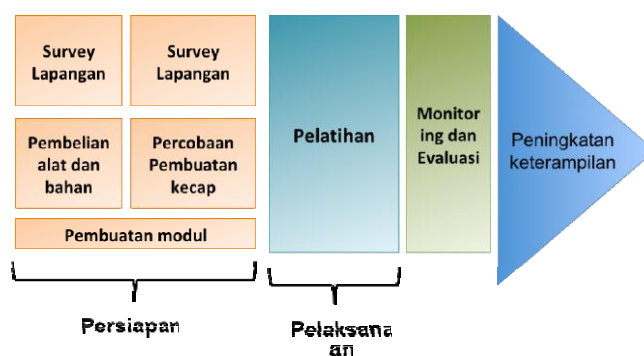 Survey
Lapangan
Survey
Lapangan
Pembelian
alat dan
bahan
Percobaan
Pembuatan
kecap
Pembuatan modul
Pelatihan
Monitor
ing dan
Evaluasi
Peningkatan
keterampilan
Persiapan
Pelaksana
an